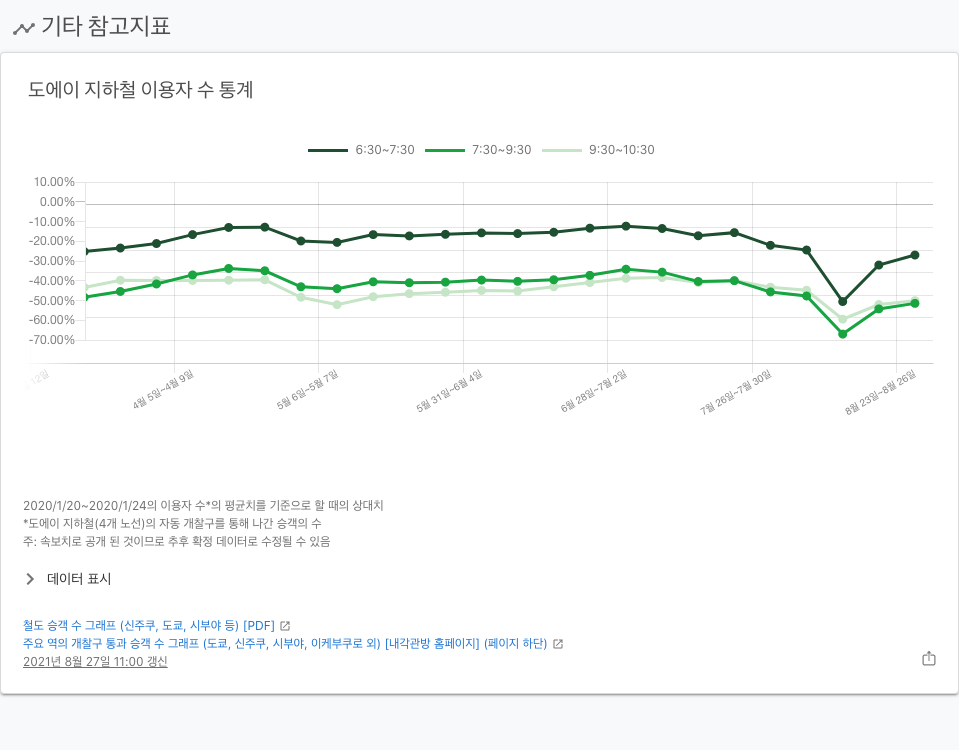 기타 참고지표
도에이 지하철 이용자 수 통계
6:30~7:30 7:30~9:30 9:30~10:30
10.00%
0.00%
-10.00%
-20.00%
-30.00%
-40.00%
-50.00%
-60.00%
-70.00%
12일
4월 5일~4월 9일
5월 6일~5월 7일
5월 31일~6월 4일
6월 28일~7월 2일
7월 26일~7월 30일
8월 23일~8월 26일
2020/1/20~2020/1/24의 이용자 수*의 평균치를 기준으로 할 때의 상대치
*도에이 지하철(4개 노선)의 자동 개찰구를 통해 나간 승객의 수
주: 속보치로 공개 된 것이므로 추후 확정 데이터로 수정될 수 있음
데이터 표시
철도 승객 수 그래프 (신주쿠, 도쿄, 시부야 등) [PDF]
주요 역의 개찰구 통과 승객 수 그래프 (도쿄, 신주쿠, 시부야, 이케부쿠로 외) [내각관방 홈페이지] (페이지 하단)
2021년 8월 27일 11:00 갱신